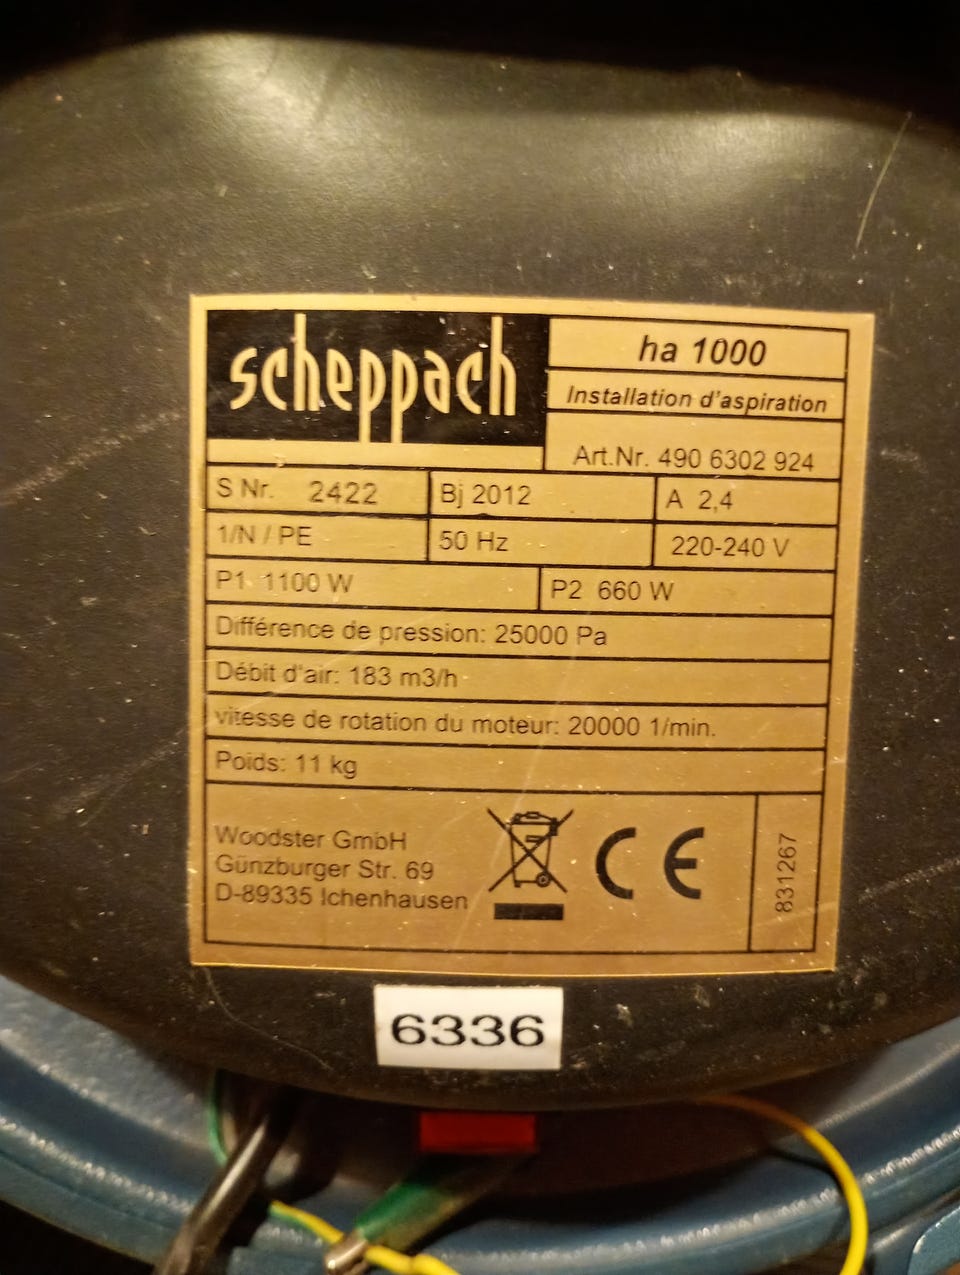 scheppach
ha 1000
Installation d'aspiration
Art.Nr. 490 6302 924
S Nr. 2422
Bj 2012
A 2,4
1/N / PE
50 Hz
220-240 V
P1 1100 W
P2 660 W
Différence de pression: 25000 Pa
Débit d'air: 183 m3/h
vitesse de rotation du moteur: 20000 1/min.
Poids: 11 kg
Woodster GmbH
Günzburger Str. 69
D-89335 Ichenhausen
CE
831267
6336